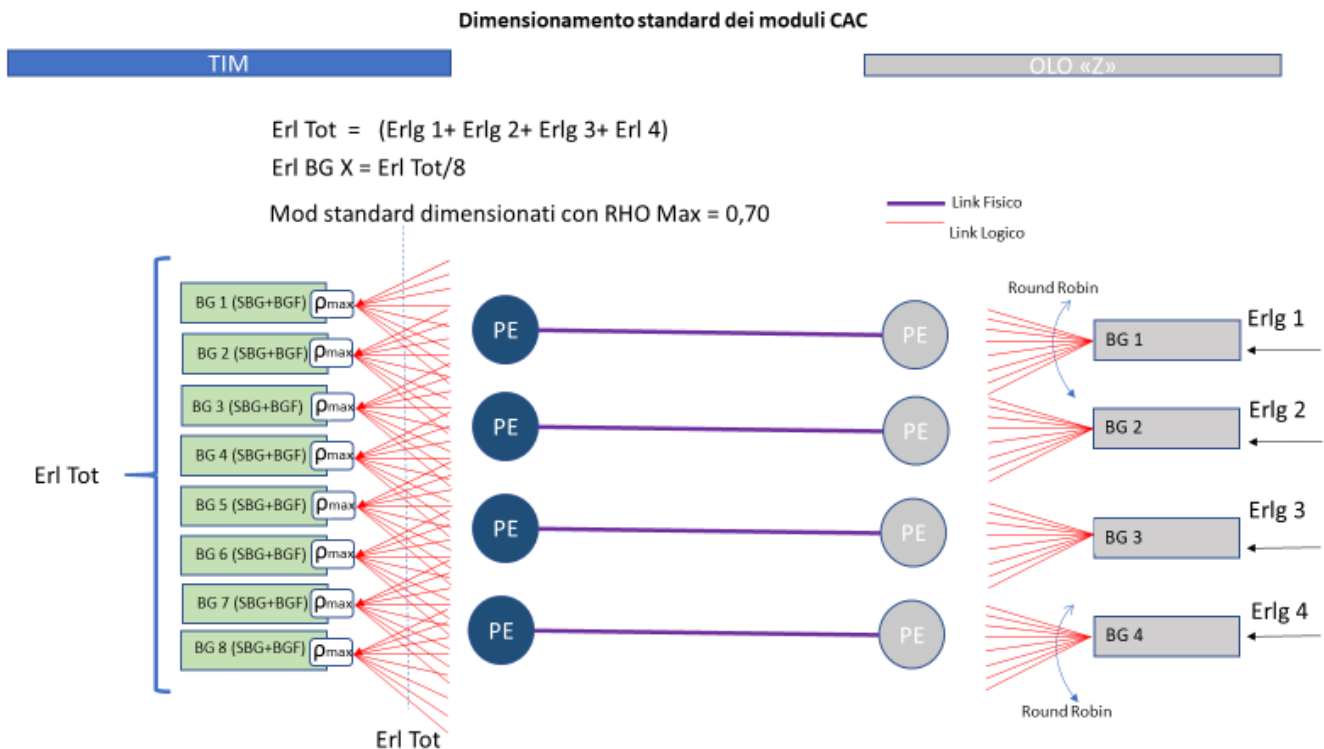 Dimensionamento standard dei moduli CAC
TIM
OLO «Z»
Erl Tot = (Erlg 1+ Erlg 2+ Erlg 3+ Erl 4)
Erl BG X = Erl Tot/8
Mod standard dimensionati con RHO Max = 0,70
Link Fisico
Link Logico
Erl Tot
BG 1 (SBG+BGF) ρmax
BG 2 (SBG+BGF) ρmax
BG 3 (SBG+BGF) ρmax
BG 4 (SBG+BGF) ρmax
BG 5 (SBG+BGF) ρmax
BG 6 (SBG+BGF) ρmax
BG 7 (SBG+BGF) ρmax
BG 8 (SBG+BGF) ρmax
Erl Tot
PE
PE
PE
PE
PE
PE
PE
PE
Round Robin
BG 1
Erlg 1
BG 2
Erlg 2
BG 3
Erlg 3
BG 4
Erlg 4
Round Robin